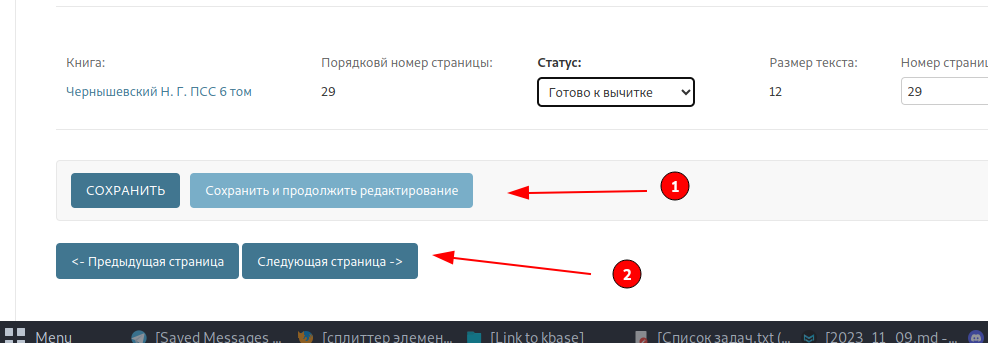 Книга: Порядковй номер страницы: Статус: Размер текста: Номер страниц
Чернышевский Н. Г. ПСС 6 том 29 Готово к вычитке 12 29
СОХРАНИТЬ Сохранить и продолжить редактирование 1
<- Предыдущая страница Следующая страница -> 2
Menu [Saved Messages ... [сплиттер элемен... [Link to kbase] [Список задач.txt (... [2023_11_09.md -...